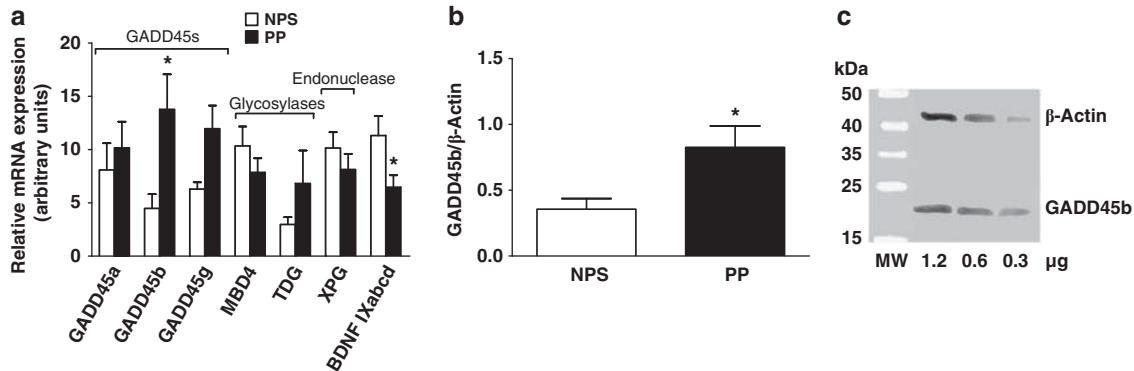 a
NPS
PP
GADD45s
Endonuclease
Glycosylases
*
*
Relative mRNA expression
(arbitrary units)
20
15
10
5
0
GADD45a
GADD45b
GADD45g
MBD4
TDG
XPG
BDNF IXabcd
b
GADD45b/β-Actin
1.5
1.0
0.5
0.0
*
NPS
PP
c
kDa
50
40
35
25
15
β-Actin
GADD45b
MW 1.2 0.6 0.3 µg